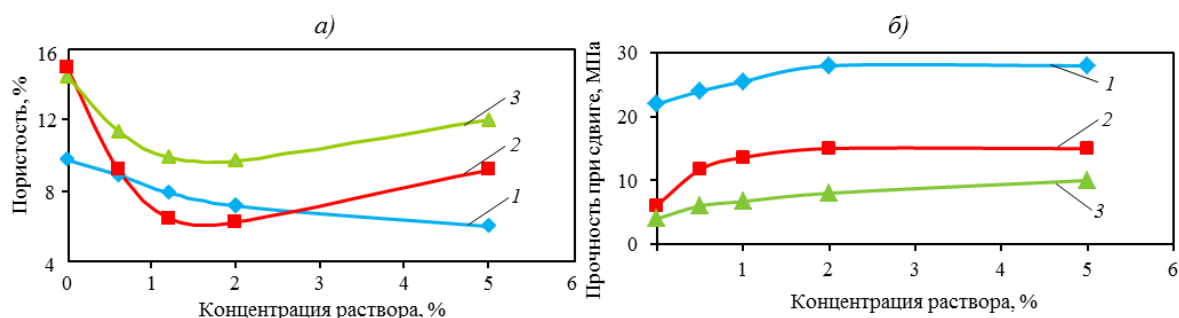 а)
Пористость, %
16
12
8
4
0 1 2 3 4 5 6
Концентрация раствора, %
3
2
1
б)
Прочность при сдвиге, МПа
30
20
10
0
1 2 3 4 5 6
Концентрация раствора, %
1
2
3